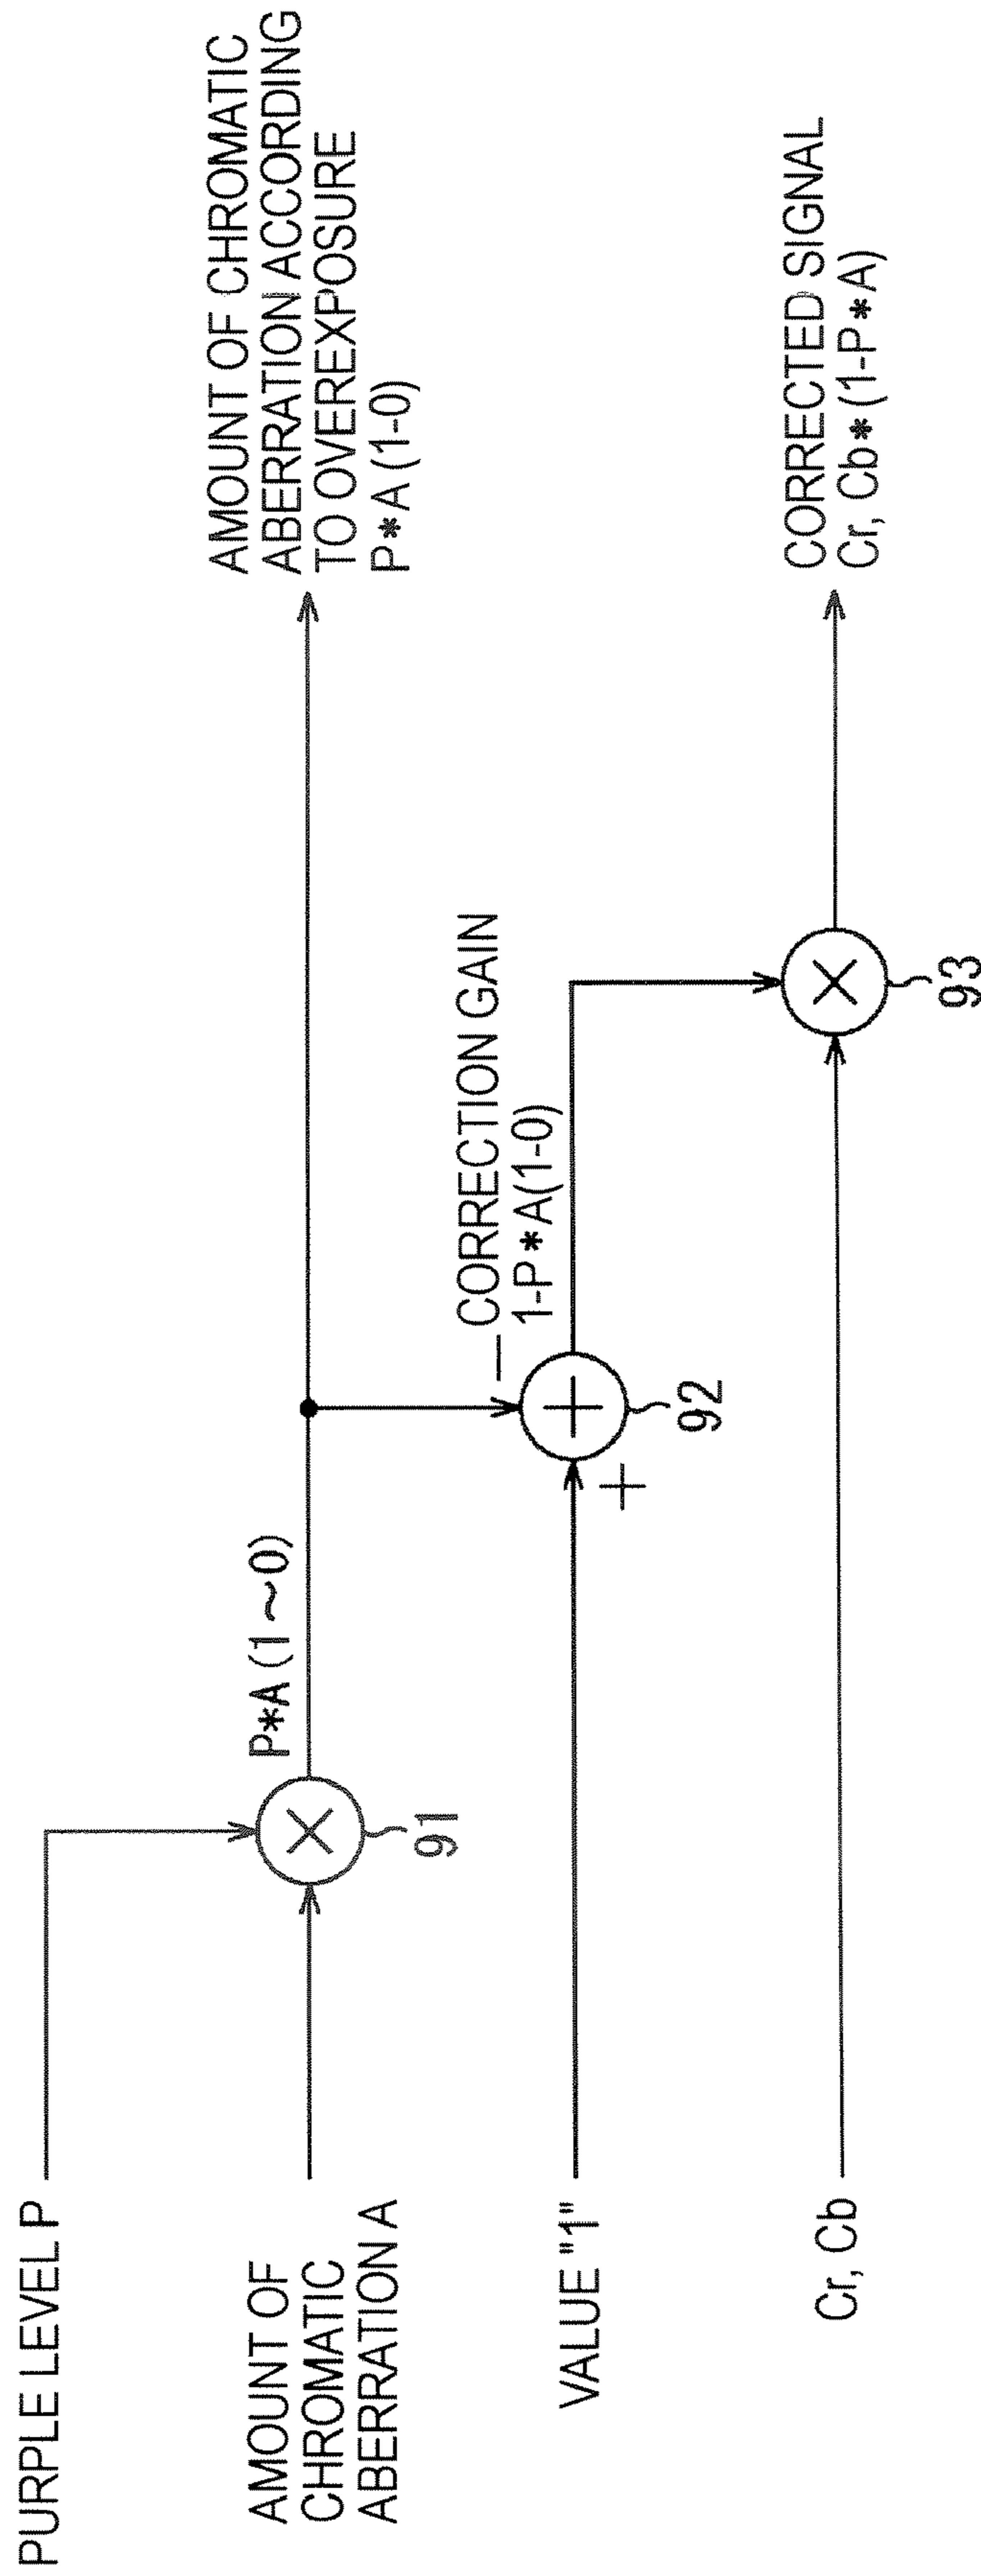 PURPLE LEVEL P
AMOUNT OF
CHROMATIC
ABERRATION A
VALUE "1"
Cr, Cb
P*A (1~0)
91
92
CORRECTION GAIN
1-P*A(1-0)
93
AMOUNT OF CHROMATIC
ABERRATION ACCORDING
TO OVEREXPOSURE
P*A (1-0)
CORRECTED SIGNAL
Cr, Cb* (1-P*A)